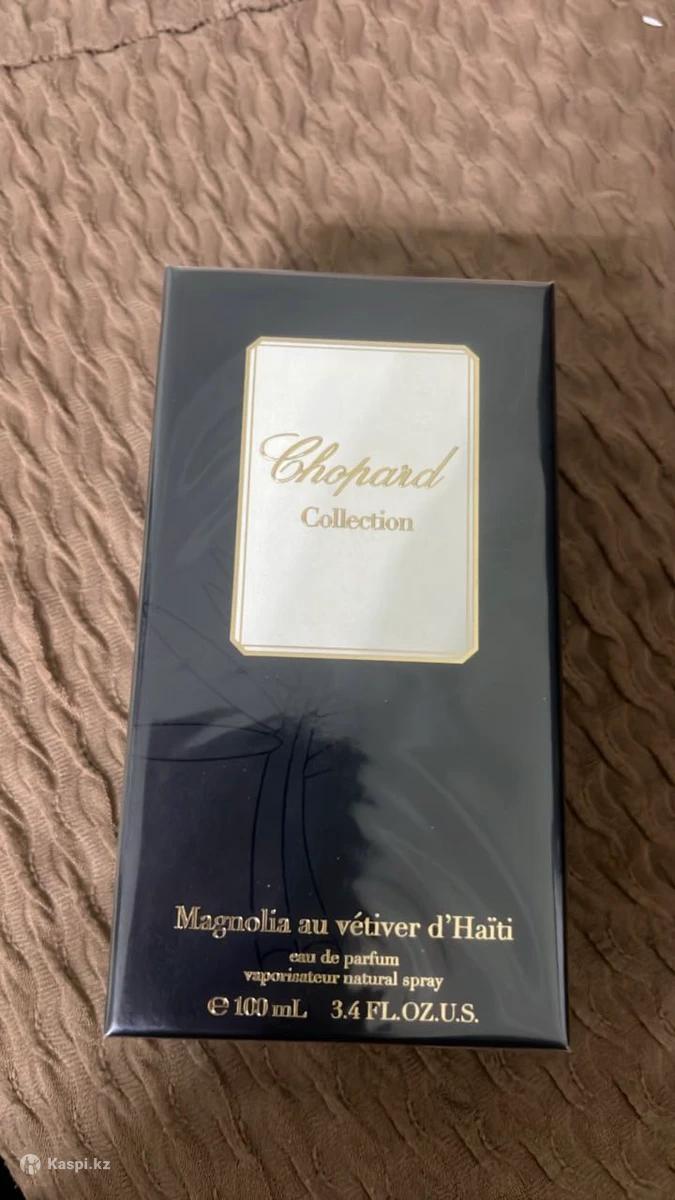 Chopard
Collection
Magnolia au vétiver d'Haïti
eau de parfum
vaporisateur natural spray
℮ 100 mL 3.4 FL.OZ.U.S.
Kaspi.kz